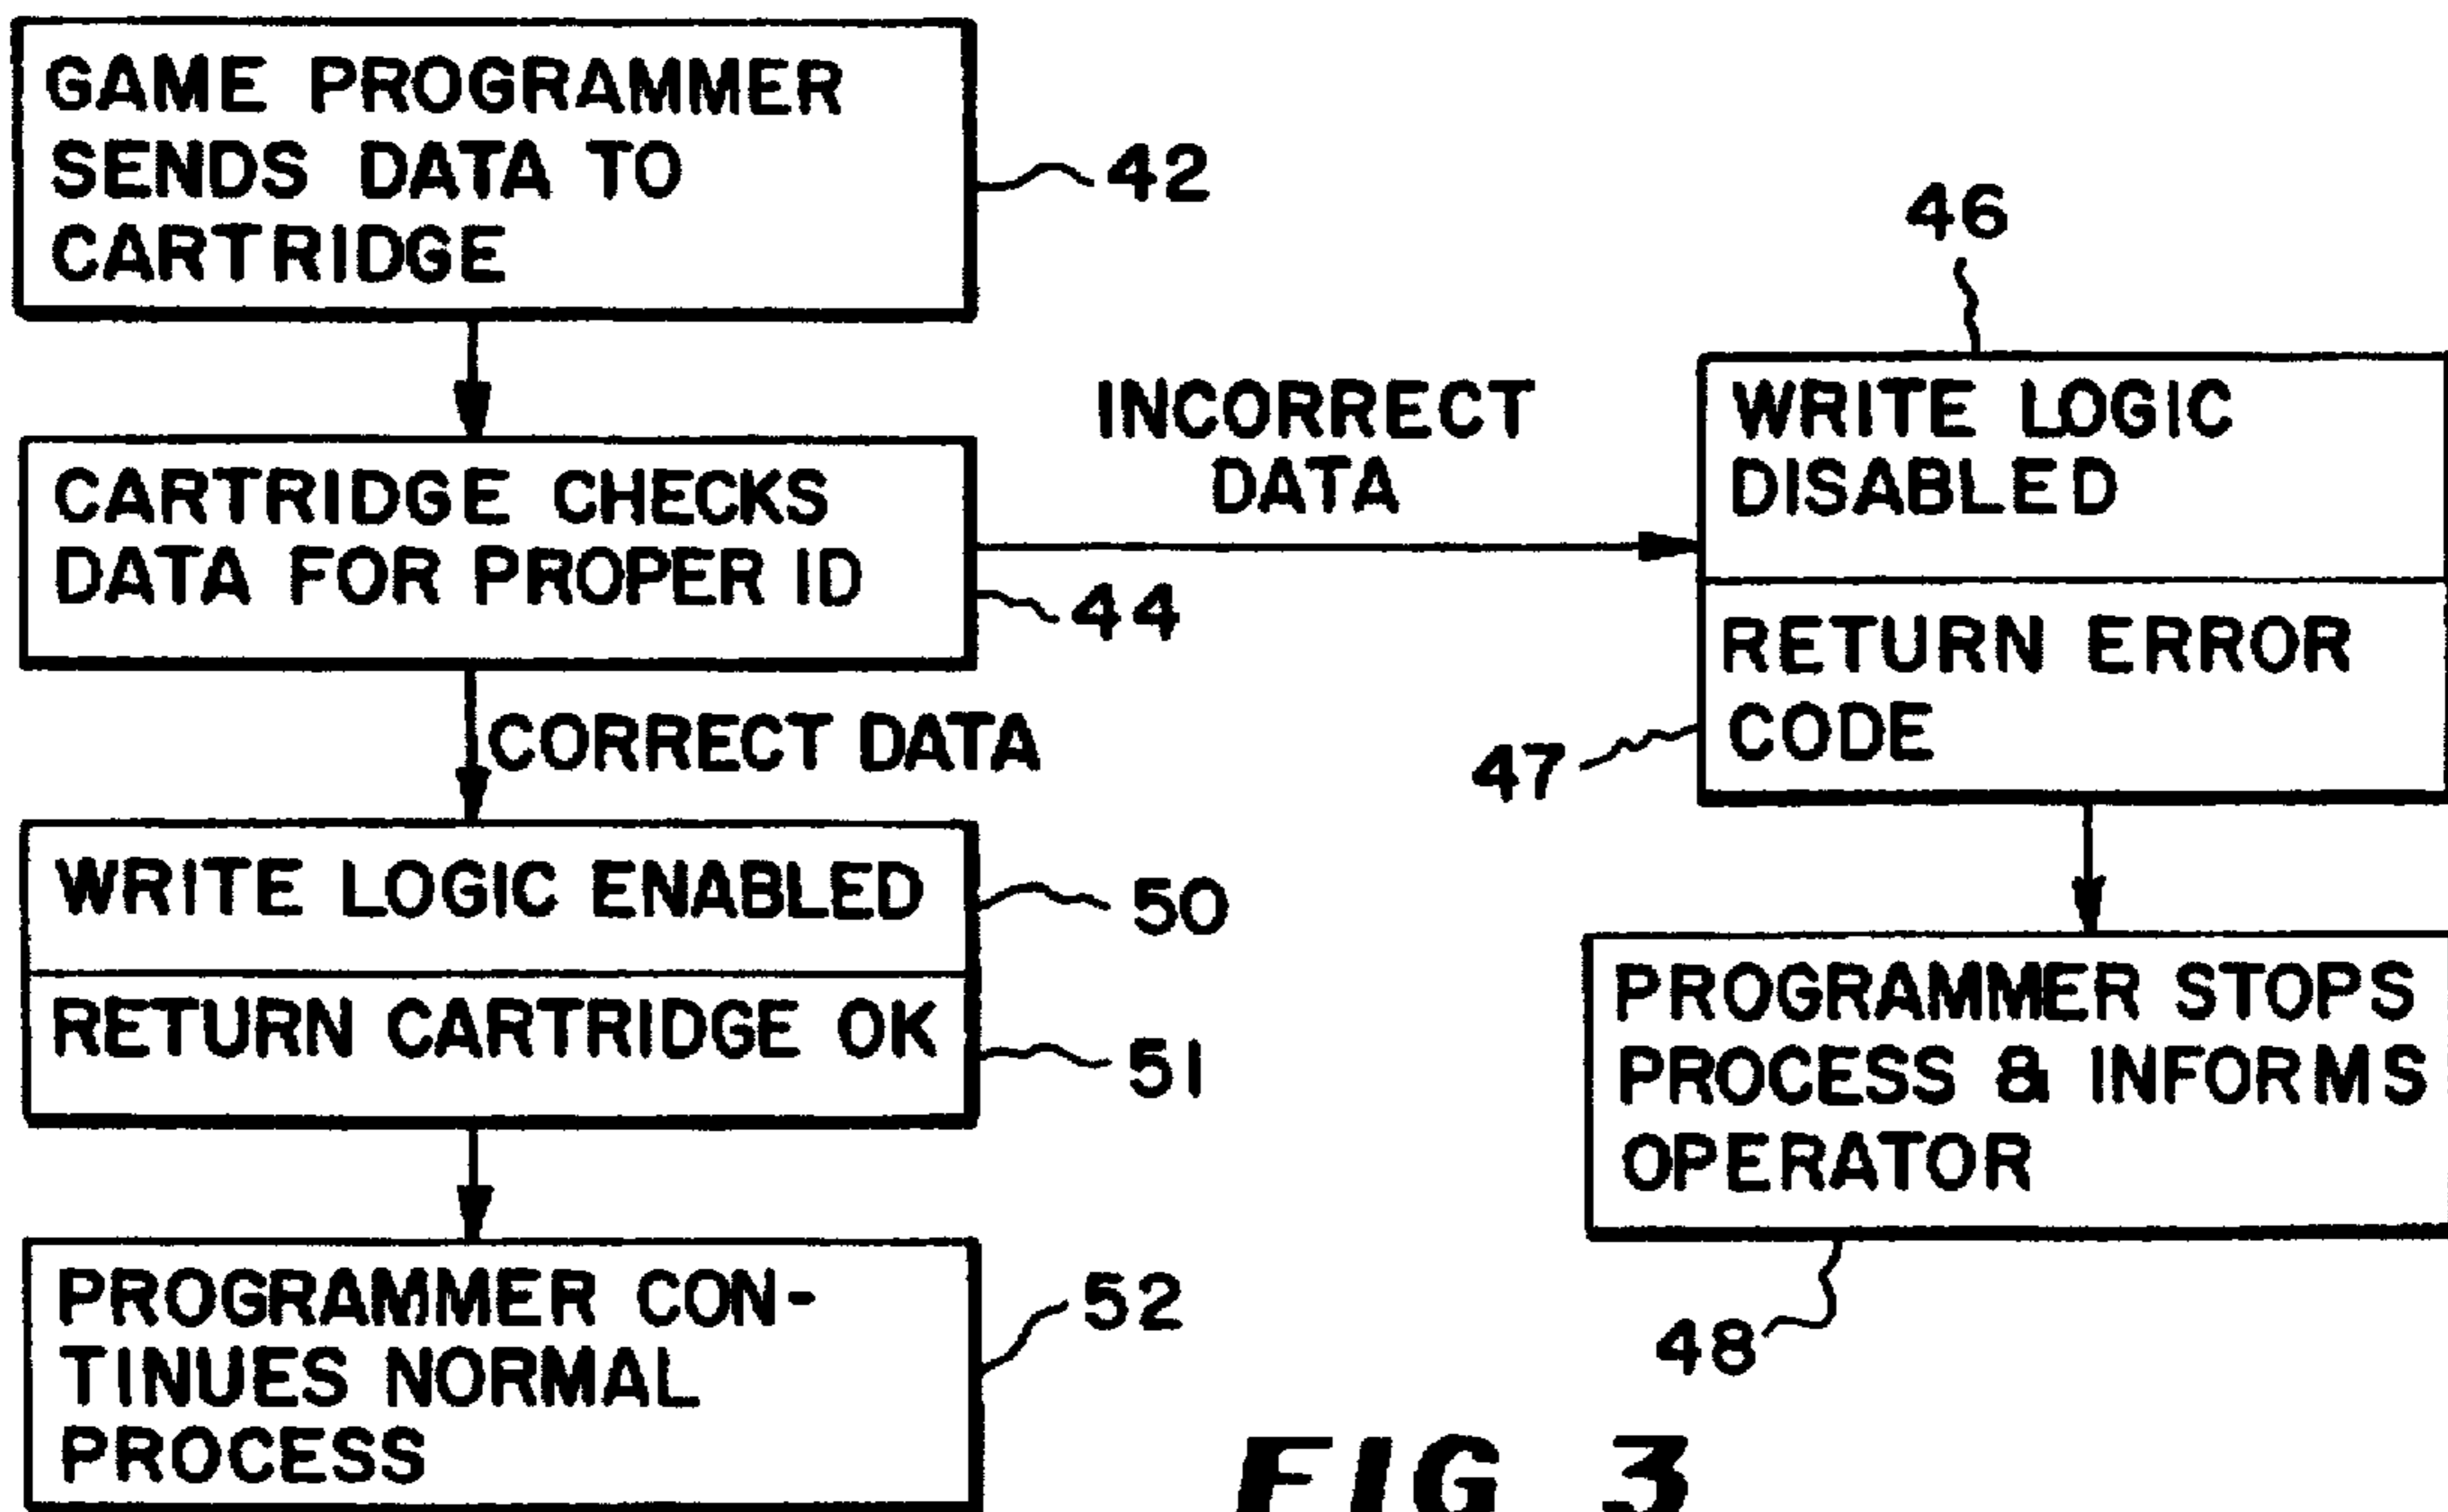 GAME PROGRAMMER
SENDS DATA TO
CARTRIDGE
42
CARTRIDGE CHECKS
DATA FOR PROPER ID
44
INCORRECT
DATA
46
WRITE LOGIC
DISABLED
RETURN ERROR
CODE
47
CORRECT DATA
WRITE LOGIC ENABLED
50
RETURN CARTRIDGE OK
51
PROGRAMMER STOPS
PROCESS & INFORMS
OPERATOR
48
PROGRAMMER CON-
TINUES NORMAL
PROCESS
52
FIG 3